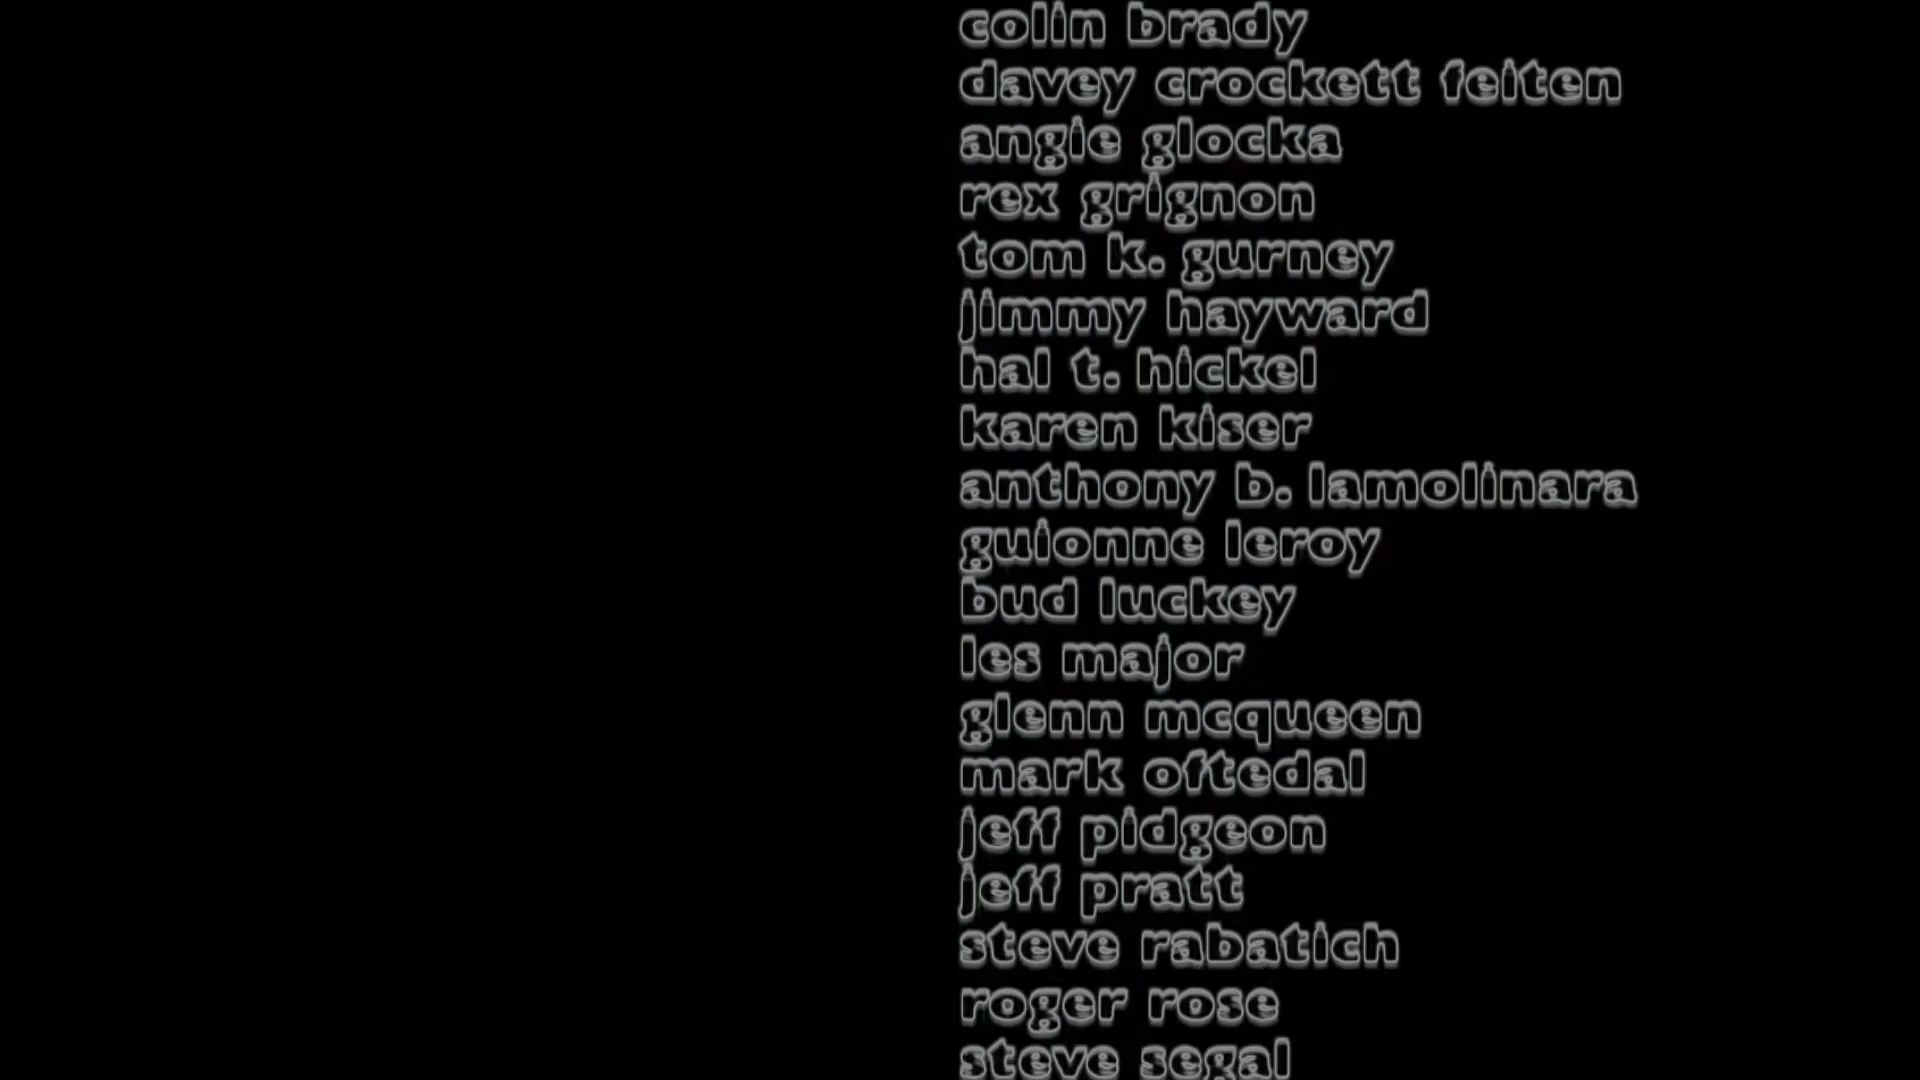 colin brady
davey crockett feiten
angie glocka
rex grignon
tom k. gurney
jimmy hayward
hal t. hickel
karen kiser
anthony b. lamolinara
guionne leroy
bud luckey
les major
glenn mcqueen
mark oftedal
jeff pidgeon
jeff pratt
steve rabatich
roger rose
steve segal